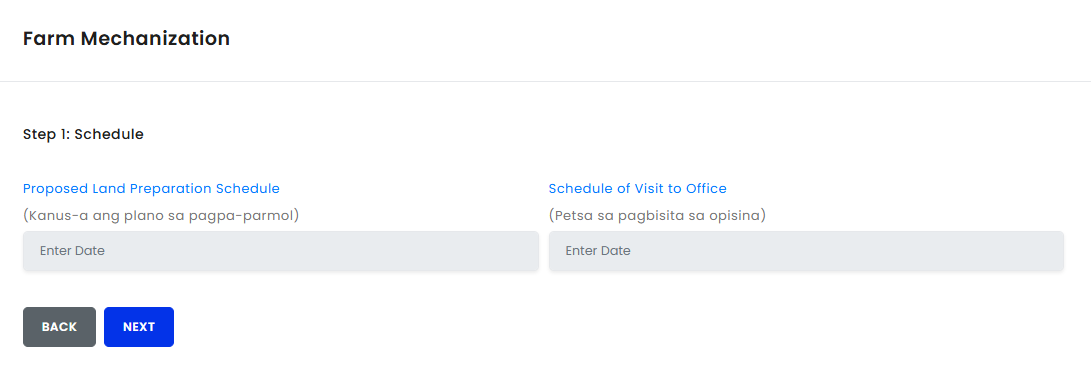 Farm Mechanization
Step 1: Schedule
Proposed Land Preparation Schedule
(Kanus-a ang plano sa pagpa-parmol)
Enter Date
Schedule of Visit to Office
(Petsa sa pagbisita sa opisina)
Enter Date
BACK
NEXT